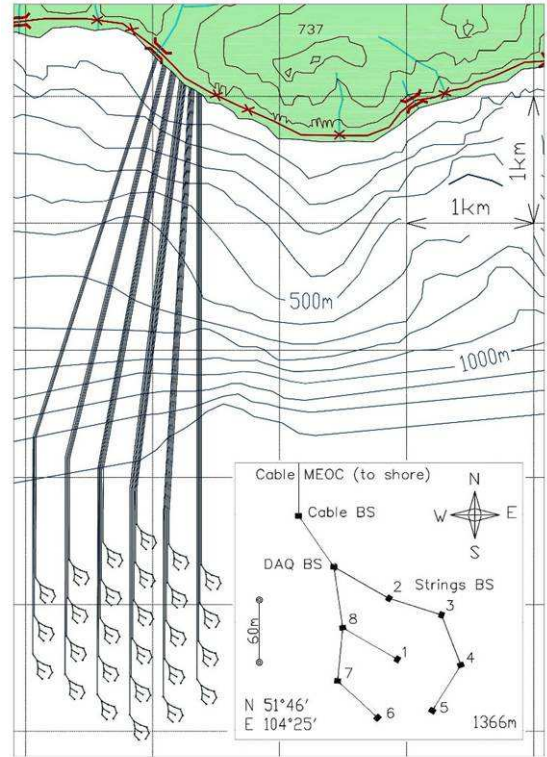 737
1km
1km
500m
1000m
Cable MEOC (to shore)
Cable BS
N
W
E
S
DAQ BS
2
Strings BS
3
8
60m
1
4
7
6
5
N 51°46'
E 104°25'
1366m